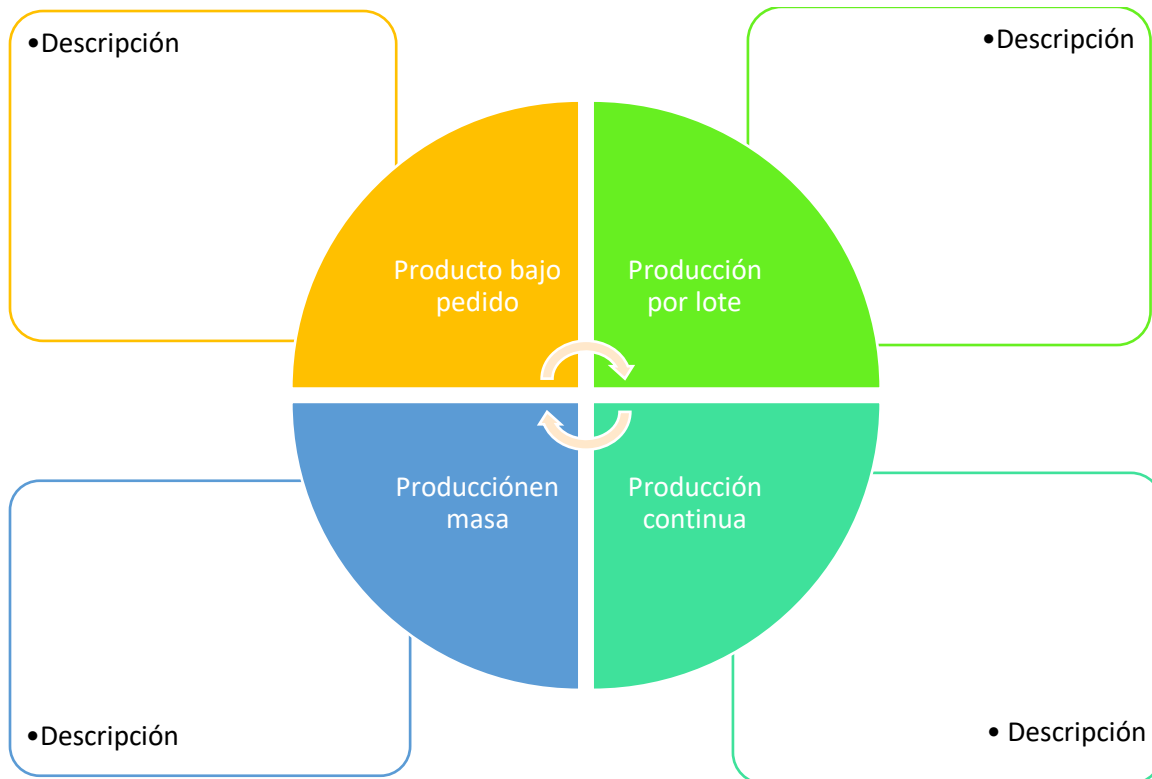 •Descripción
•Descripción
Producto bajo
pedido
Producción
por lote
Producciónen
masa
Producción
continua
•Descripción
• Descripción